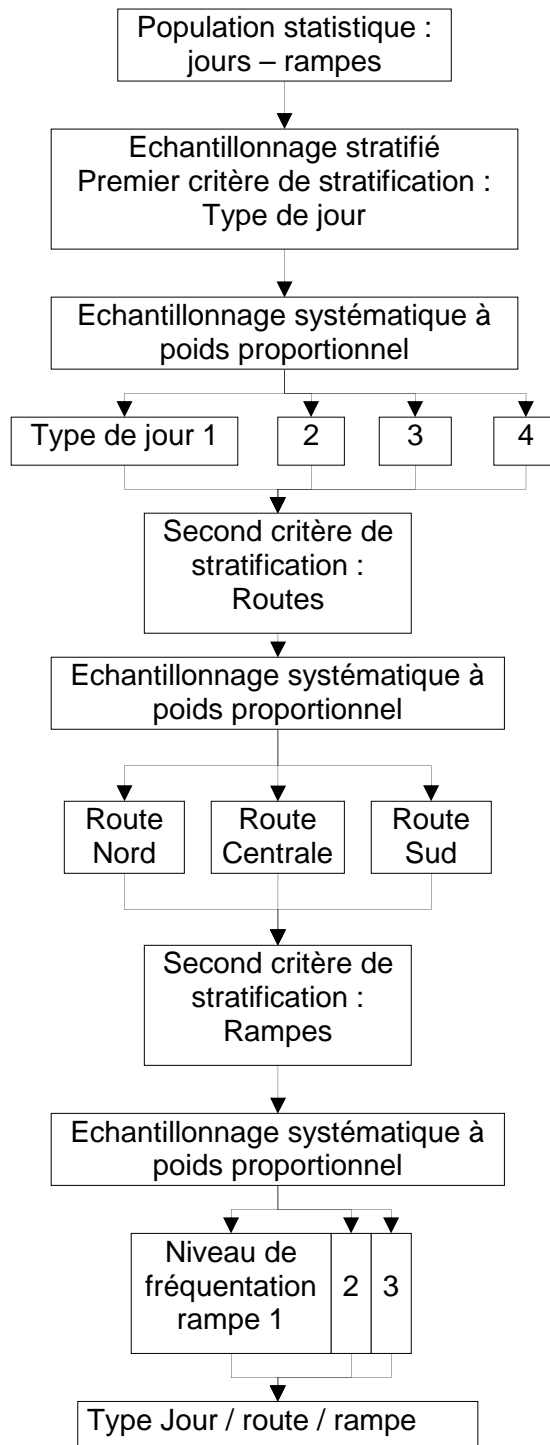 Population statistique :
jours – rampes
Echantillonnage stratifié
Premier critère de stratification :
Type de jour
Echantillonnage systématique à
poids proportionnel
Type de jour 1
2
3
4
Second critère de
stratification :
Routes
Echantillonnage systématique à
poids proportionnel
Route
Nord
Route
Centrale
Route
Sud
Second critère de
stratification :
Rampes
Echantillonnage systématique à
poids proportionnel
Niveau de
fréquentation
rampe 1
2
3
Type Jour / route / rampe